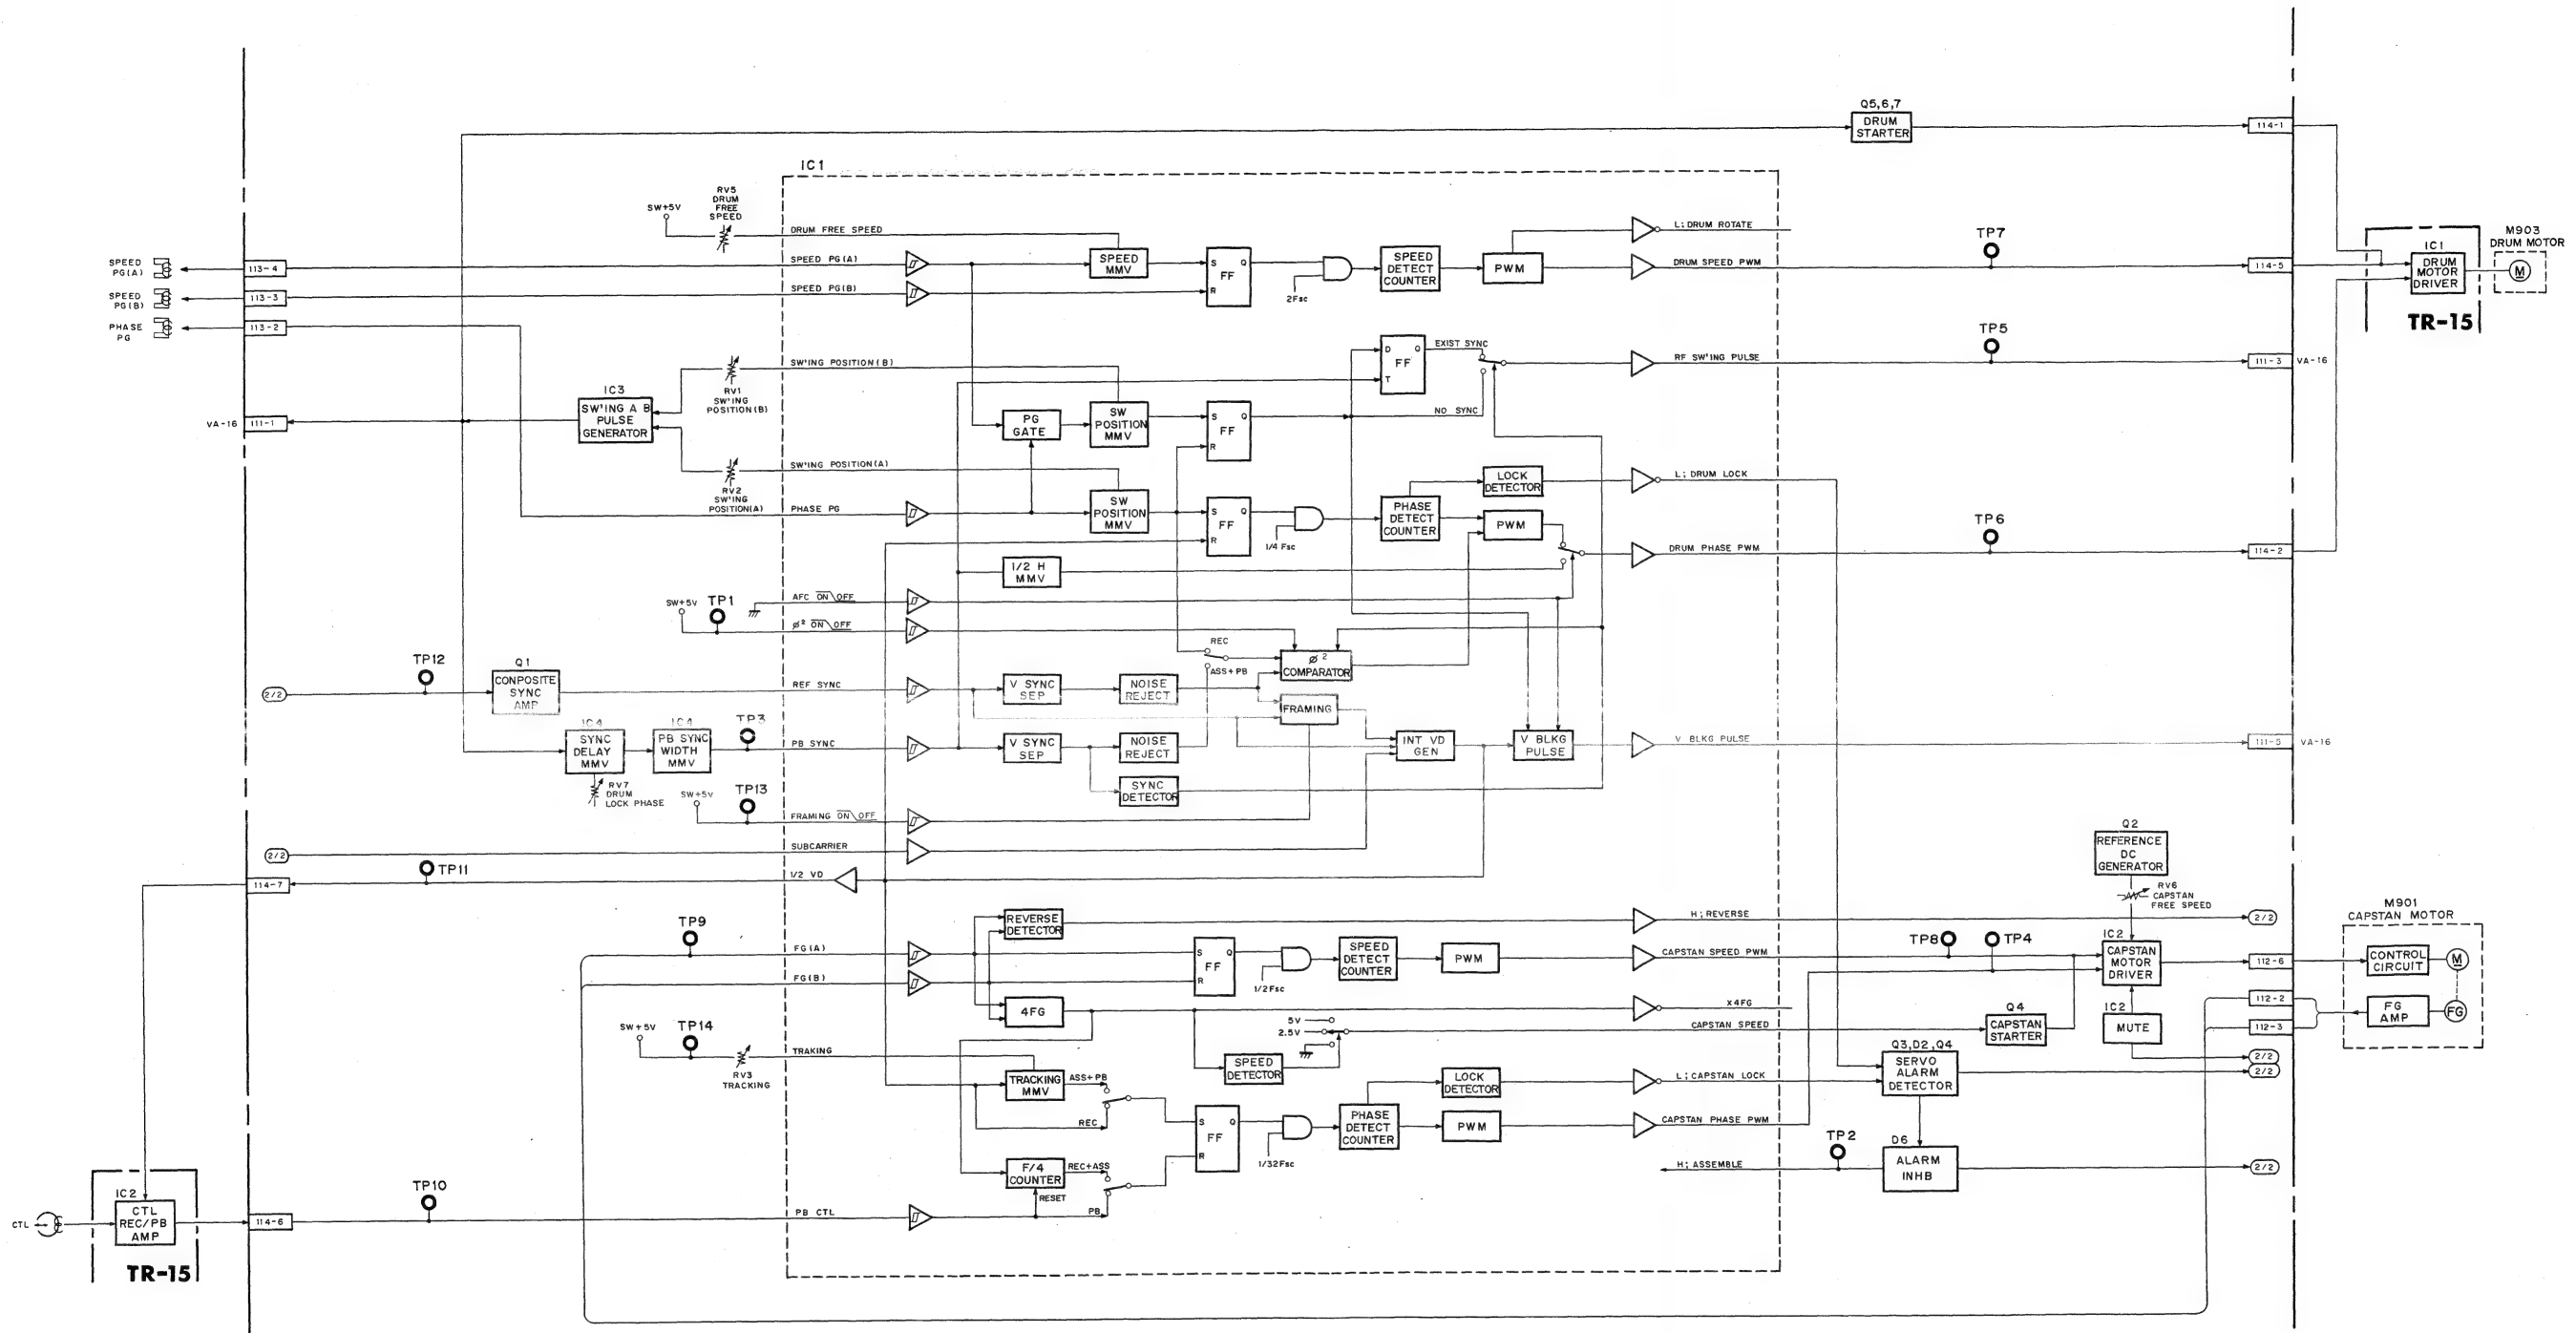 Q5,6,7
DRUM
STARTER
114-1
IC1
RV5
DRUM
FREE
SPEED
SW+5V
DRUM FREE SPEED
L; DRUM ROTATE
SPEED
PG(A)
113-4
SPEED PG(A)
SPEED
MMV
S
Q
FF
R
2Fsc
SPEED
DETECT
COUNTER
PWM
DRUM SPEED PWM
TP7
114-5
IC1
DRUM
MOTOR
DRIVER
TR-15
M903
DRUM MOTOR
M
SPEED
PG(B)
113-3
SPEED PG(B)
PHASE
PG
113-2
SW'ING POSITION(B)
RV1
SW'ING
POSITION(B)
D
Q
FF
T
EXIST SYNC
NO SYNC
RF SW'ING PULSE
TP5
111-3
VA-16
IC3
SW'ING A B
PULSE
GENERATOR
VA-16
111-1
PG
GATE
SW
POSITION
MMV
S
Q
FF
R
SW'ING POSITION(A)
RV2
SW'ING
POSITION(A)
LOCK
DETECTOR
L; DRUM LOCK
PHASE PG
SW
POSITION
MMV
S
Q
FF
R
1/4 Fsc
PHASE
DETECT
COUNTER
PWM
DRUM PHASE PWM
TP6
114-2
1/2 H
MMV
SW+5V
TP1
AFC ON OFF
ø² ON OFF
REC
ASS+PB
ø²
COMPARATOR
TP12
2/2
Q1
CONPOSITE
SYNC
AMP
REF SYNC
V SYNC
SEP
NOISE
REJECT
FRAMING
IC4
SYNC
DELAY
MMV
IC4
PB SYNC
WIDTH
MMV
TP3
PB SYNC
V SYNC
SEP
NOISE
REJECT
INT VD
GEN
V BLKG
PULSE
V BLKG PULSE
111-5
VA-16
RV7
DRUM
LOCK PHASE
SYNC
DETECTOR
SW+5V
TP13
FRAMING ON OFF
2/2
SUBCARRIER
TP11
114-7
1/2 VD
Q2
REFERENCE
DC
GENERATOR
RV6
CAPSTAN
FREE SPEED
REVERSE
DETECTOR
H; REVERSE
2/2
TP9
FG(A)
FG(B)
S
Q
FF
R
1/2Fsc
SPEED
DETECT
COUNTER
PWM
CAPSTAN SPEED PWM
TP8
TP4
IC2
CAPSTAN
MOTOR
DRIVER
112-6
M901
CAPSTAN MOTOR
CONTROL
CIRCUIT
M
FG
AMP
FG
112-2
112-3
4FG
X4FG
5V
2.5V
CAPSTAN SPEED
Q4
CAPSTAN
STARTER
IC2
MUTE
2/2
2/2
SPEED
DETECTOR
SW+5V
TP14
RV3
TRACKING
TRAKING
TRACKING
MMV
ASS+PB
REC
LOCK
DETECTOR
L; CAPSTAN LOCK
Q3,D2,Q4
SERVO
ALARM
DETECTOR
S
Q
FF
R
1/32Fsc
PHASE
DETECT
COUNTER
PWM
CAPSTAN PHASE PWM
F/4
COUNTER
REC+ASS
RESET
PB
TP2
H; ASSEMBLE
D6
ALARM
INHB
2/2
CTL
IC2
CTL
REC/PB
AMP
TR-15
114-6
TP10
PB CTL